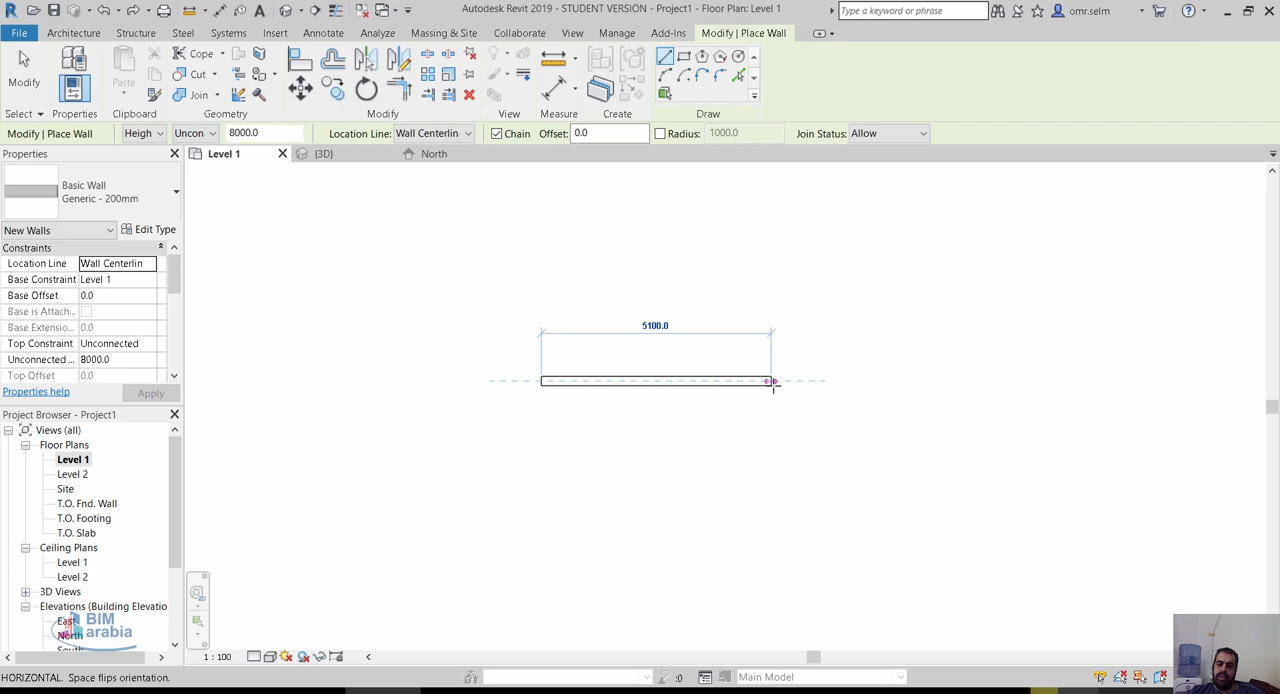 Autodesk Revit 2019 - STUDENT VERSION - Project1 - Floor Plan: Level 1
Type a keyword or phrase
omr.selm
File Architecture Structure Steel Systems Insert Annotate Analyze Massing & Site Collaborate View Manage Add-Ins Modify | Place Wall
Modify
Paste
Cope
Cut
Join
Select Properties Clipboard Geometry Modify View Measure Create Draw
Modify | Place Wall Heigh Uncon 8000.0 Location Line: Wall Centerlin Chain Offset: 0.0 Radius: 1000.0 Join Status: Allow
Properties
Level 1 {3D} North
Basic Wall
Generic - 200mm
New Walls Edit Type
Constraints
Location Line Wall Centerlin
Base Constraint Level 1
Base Offset 0.0
Base is Attach...
Base Extensio... 0.0
Top Constraint Unconnected
Unconnected ... 8000.0
Top Offset 0.0
Properties help Apply
5100.0
Project Browser - Project1
Views (all)
Floor Plans
Level 1
Level 2
Site
T.O. Fnd. Wall
T.O. Footing
T.O. Slab
Ceiling Plans
Level 1
Level 2
3D Views
Elevations (Building Elevatio
East
North
BIM
arabia
1 : 100
HORIZONTAL. Space flips orientation.
:0 Main Model